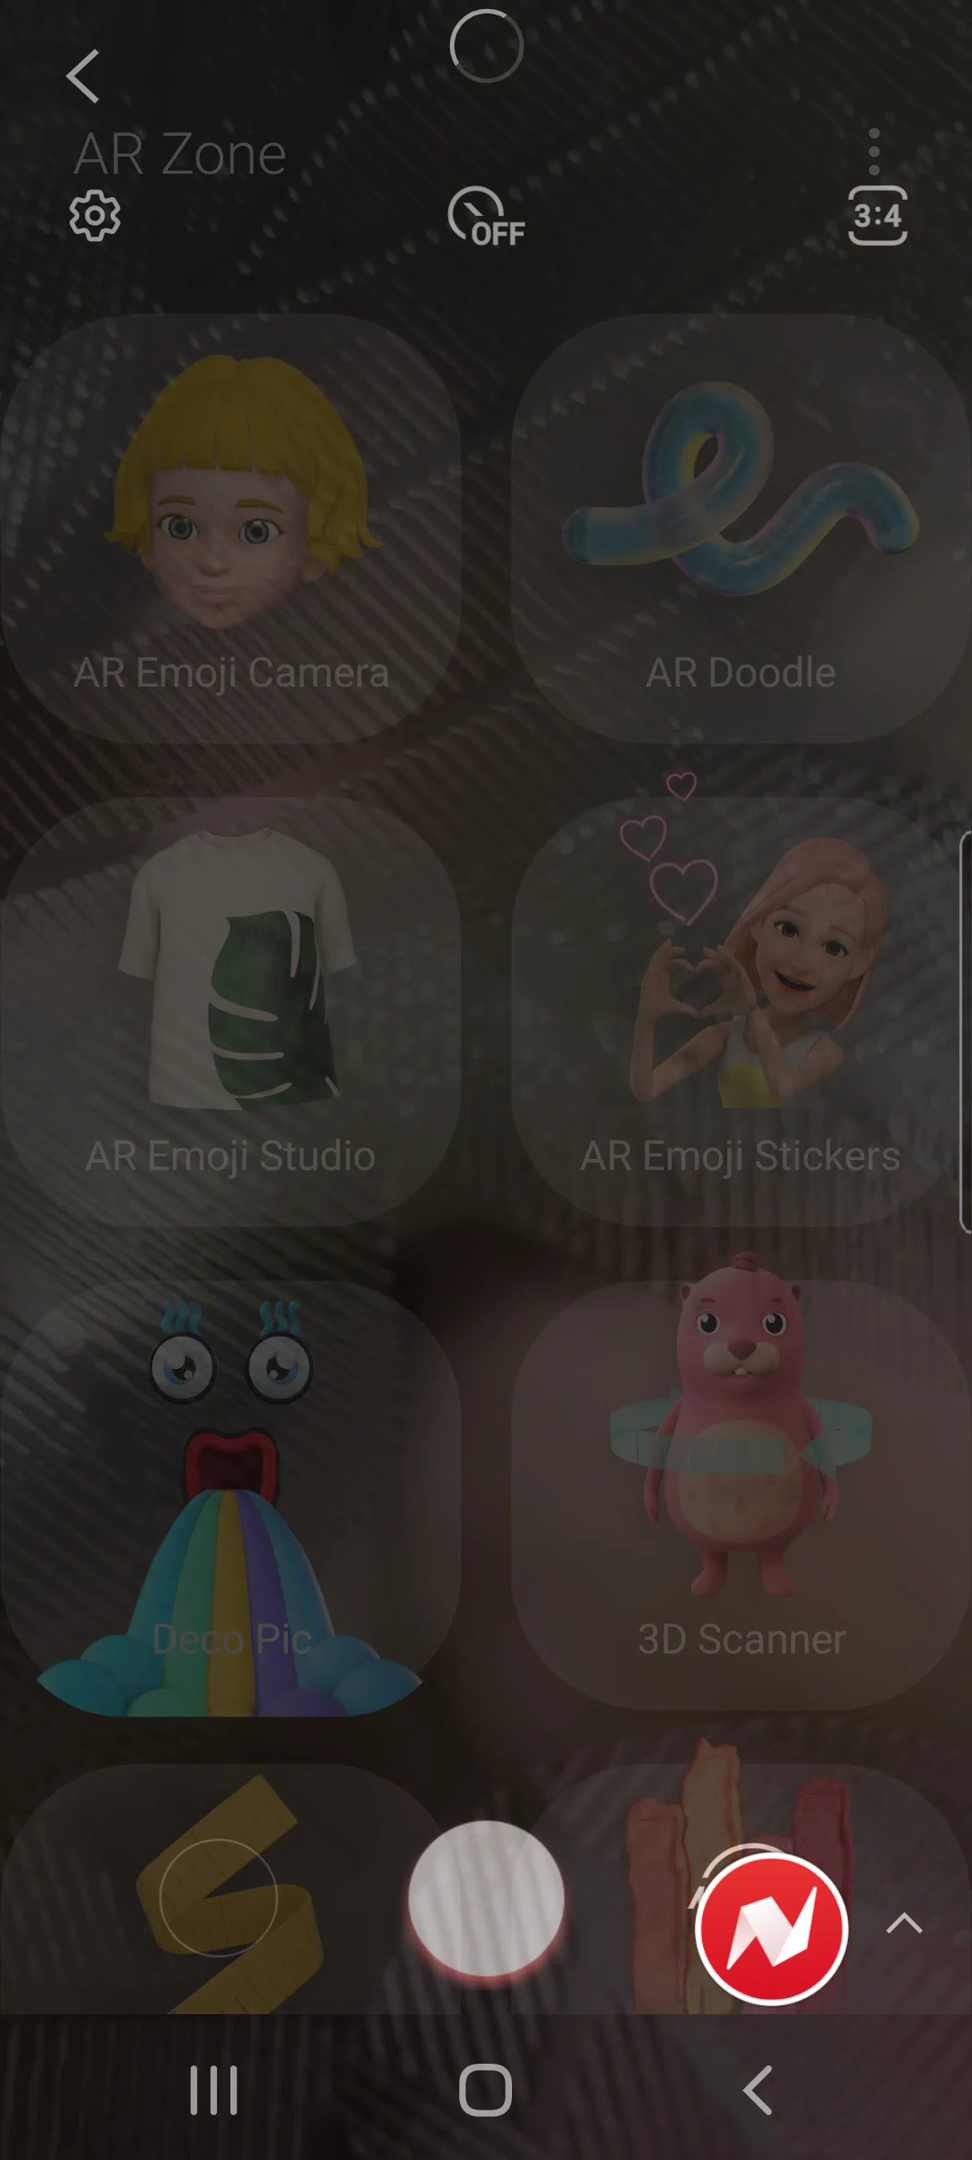 AR Zone
OFF
3:4
AR Emoji Camera
AR Doodle
AR Emoji Studio
AR Emoji Stickers
Deco Pic
3D Scanner